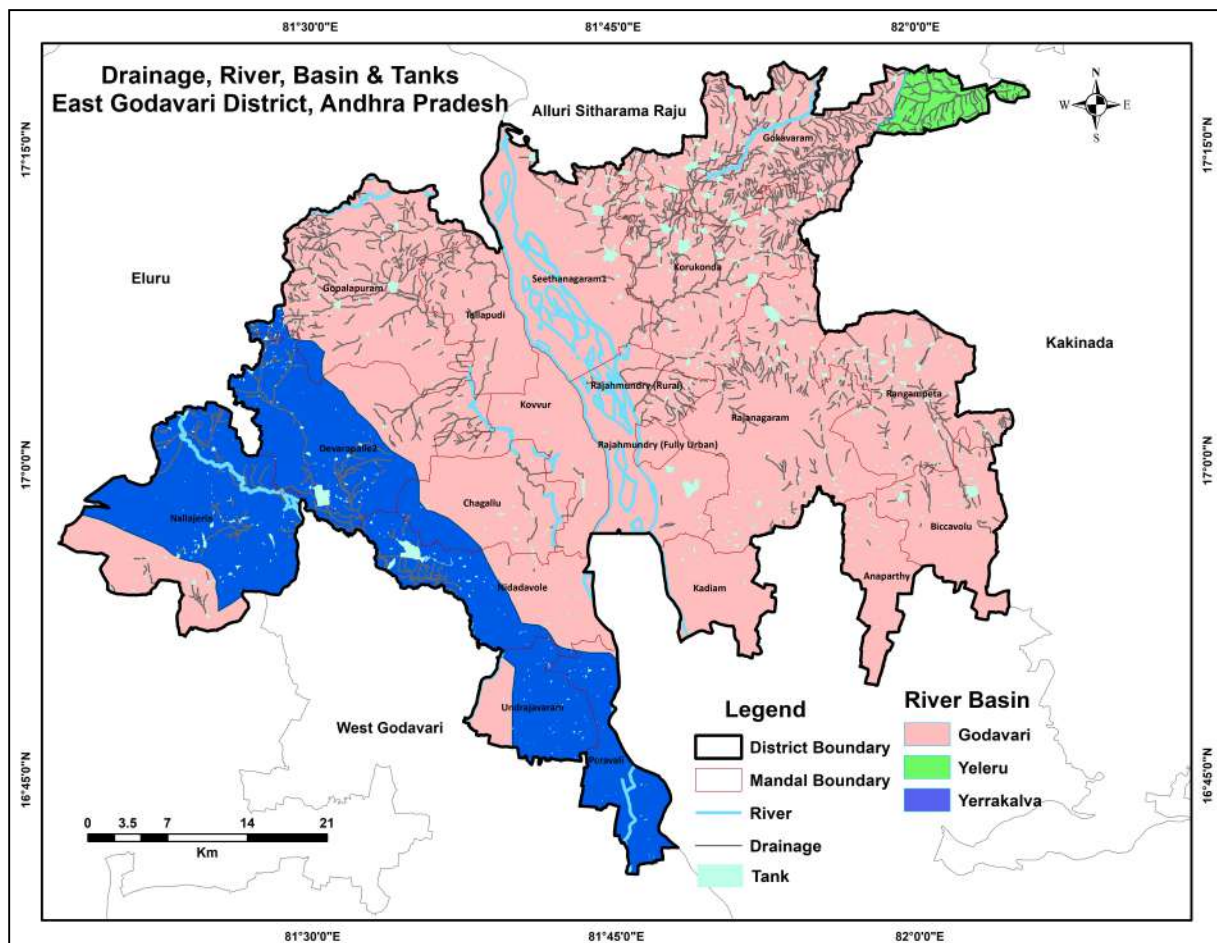 81°30'0"E
81°45'0"E
82°0'0"E
Drainage, River, Basin & Tanks
East Godavari District, Andhra Pradesh
Alluri Sitharama Raju
N
W
E
S
17°15'0"N
17°15'0"N
Gokavaram
Eluru
Seethanagaram1
Korukonda
Gopalapuram
Tallapudi
Kakinada
Rajahmundry (Rural)
Rangampeta
Kovvur
Rajanagaram
Rajahmundry (Fully Urban)
Devarapalle2
17°0'0"N
17°0'0"N
Chagallu
Nallajerla
Biccavolu
Anaparthy
Nidadavole
Kadiam
Undrajavaram
West Godavari
Peravali
Legend
District Boundary
Mandal Boundary
River
Drainage
Tank
River Basin
Godavari
Yeleru
Yerrakalva
16°45'0"N
16°45'0"N
0 3.5 7 14 21
Km
81°30'0"E
81°45'0"E
82°0'0"E